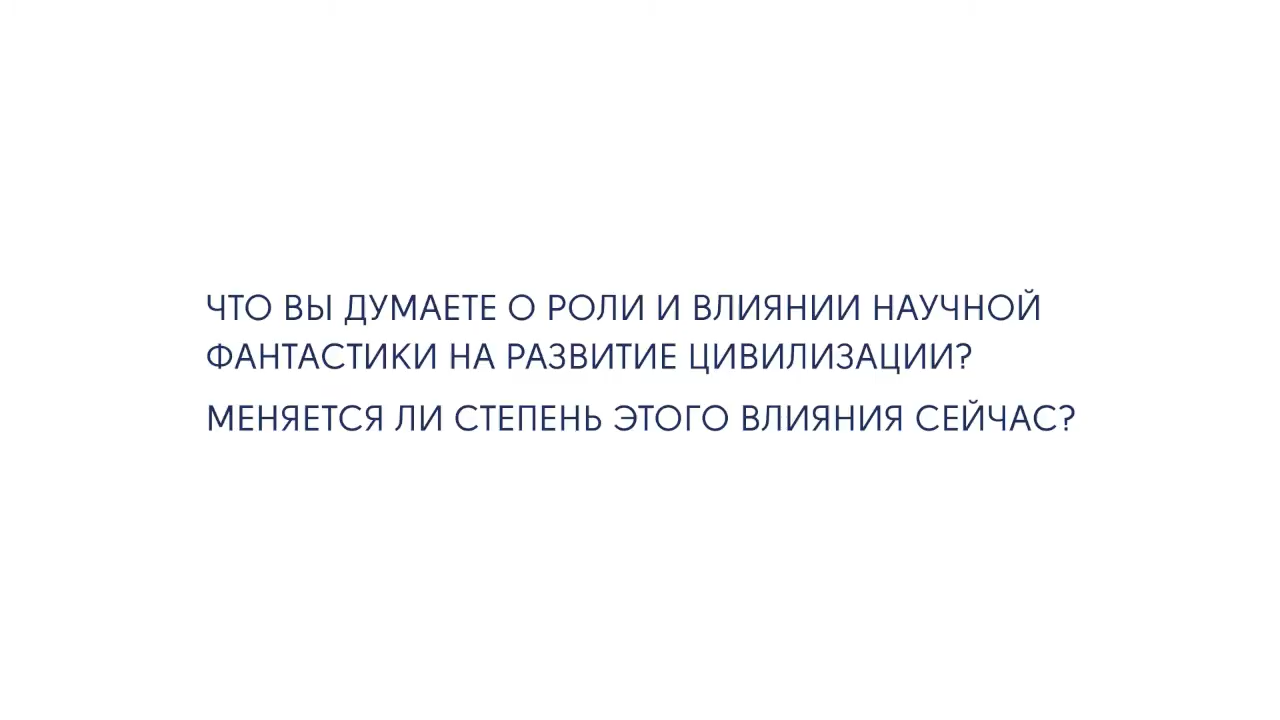 ЧТО ВЫ ДУМАЕТЕ О РОЛИ И ВЛИЯНИИ НАУЧНОЙ
ФАНТАСТИКИ НА РАЗВИТИЕ ЦИВИЛИЗАЦИИ?
МЕНЯЕТСЯ ЛИ СТЕПЕНЬ ЭТОГО ВЛИЯНИЯ СЕЙЧАС?